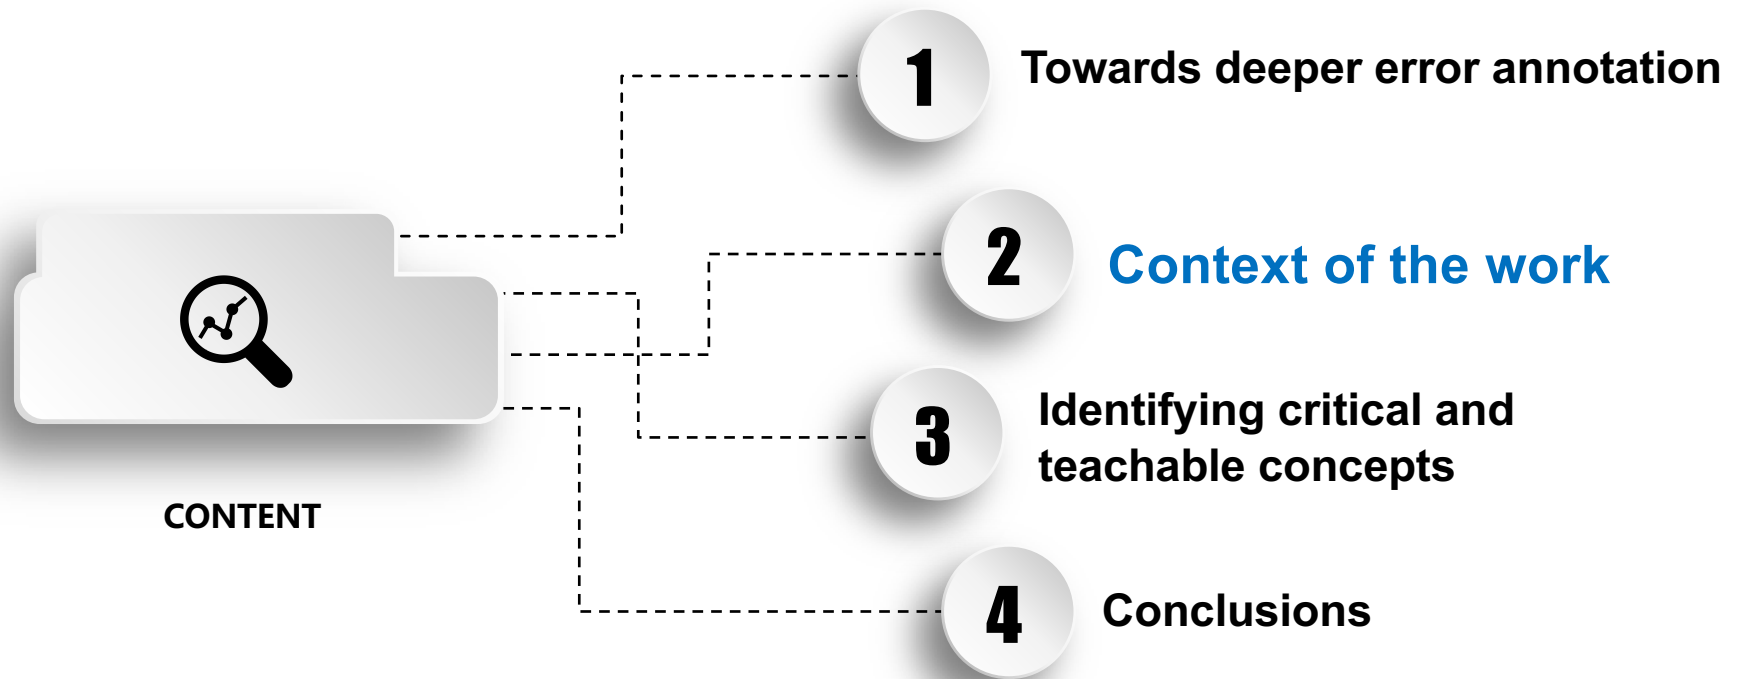 1
Towards deeper error annotation
2
Context of the work
3
Identifying critical and
teachable concepts
CONTENT
4
Conclusions